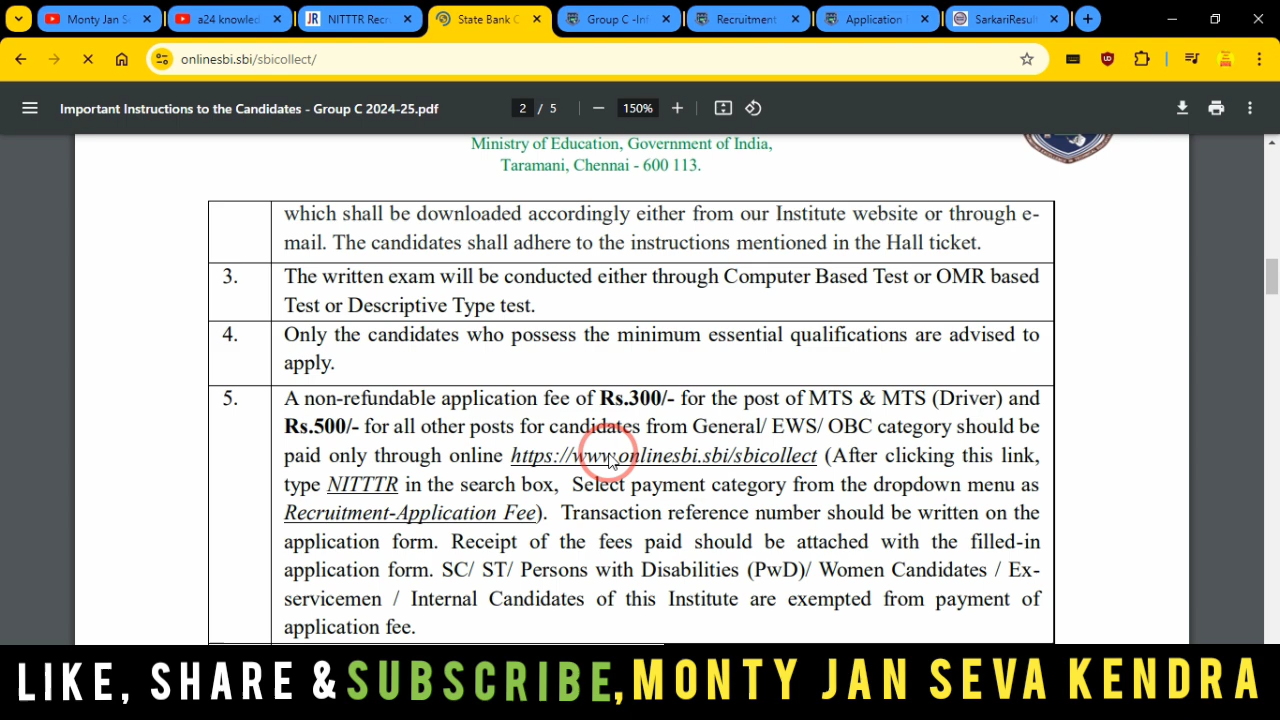 Monty Jan S
a24 knowled
NITTTR Recr
State Bank C
Group C -Inf
Recruitment
Application
SarkariResul
onlinesbi.sbi/sbicollect/
Important Instructions to the Candidates - Group C 2024-25.pdf
2 / 5
150%
Ministry of Education, Government of India,
Taramani, Chennai - 600 113.
which shall be downloaded accordingly either from our Institute website or through e-
mail. The candidates shall adhere to the instructions mentioned in the Hall ticket.
3. The written exam will be conducted either through Computer Based Test or OMR based
Test or Descriptive Type test.
4. Only the candidates who possess the minimum essential qualifications are advised to
apply.
5. A non-refundable application fee of Rs.300/- for the post of MTS & MTS (Driver) and
Rs.500/- for all other posts for candidates from General/ EWS/ OBC category should be
paid only through online https://www.onlinesbi.sbi/sbicollect (After clicking this link,
type NITTTR in the search box, Select payment category from the dropdown menu as
Recruitment-Application Fee). Transaction reference number should be written on the
application form. Receipt of the fees paid should be attached with the filled-in
application form. SC/ ST/ Persons with Disabilities (PwD)/ Women Candidates / Ex-
servicemen / Internal Candidates of this Institute are exempted from payment of
application fee.
LIKE, SHARE & SUBSCRIBE, MONTY JAN SEVA KENDRA